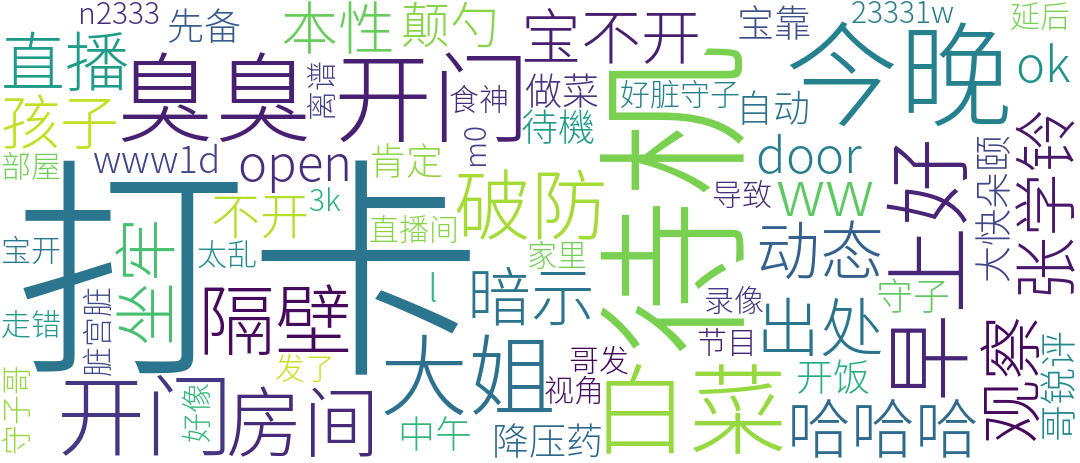 n2333
先备
本性
颠勺
宝不开
宝靠
23331w
延后
直播
臭臭
开门
离谱
食神
做菜
好脏守子
自动
今晚
ok
孩子
m0
待機
待机
部屋
www1d
open
肯定
破防
door
早上好
张学铃
大快朵颐
不开
3k
导致
ww
打卡
宝开
坐牢
太乱
直播间
家里
动态
走错
脏宫脏
隔壁
l
暗示
录像
守子
出处
节目
观察
哥锐评
守子哥
开门
好像
房间
发了
大姐
中午
哥发
视角
降压药
白菜
哈哈哈
开饭